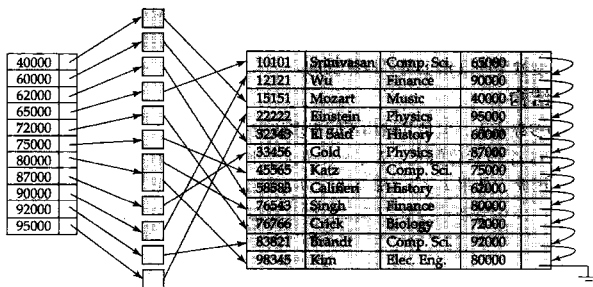 40000
60000
62000
65000
72000
75000
80000
87000
90000
92000
95000
10101 Srinivasan Comp. Sci. 65000
12121 Wu Finance 90000
15151 Mozart Music 40000
22222 Einstein Physics 95000
32343 El Said History 60000
33456 Gold Physics 87000
45565 Katz Comp. Sci. 75000
58583 Califieri History 62000
76543 Singh Finance 80000
76766 Crick Biology 72000
83821 Brandt Comp. Sci. 92000
98345 Kim Elec. Eng. 80000